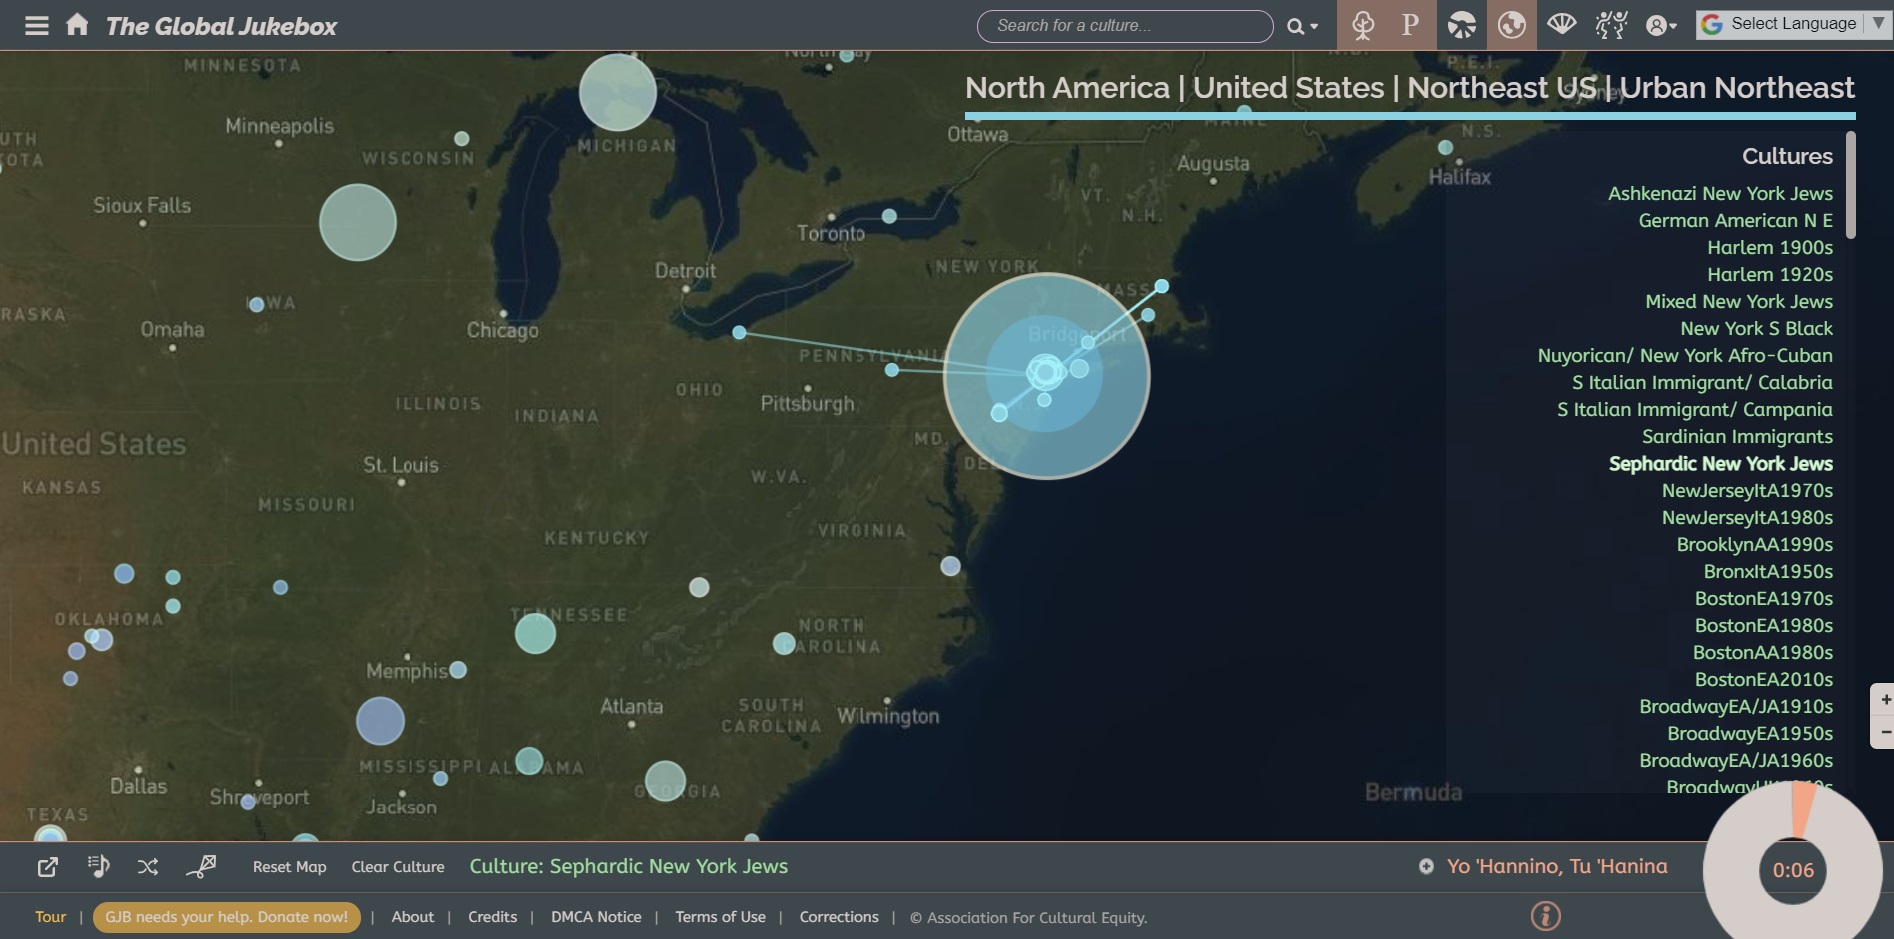 The Global Jukebox
Search for a culture...
P
Select Language
North America | United States | Northeast US | Urban Northeast
Cultures
Ashkenazi New York Jews
German American N E
Harlem 1900s
Harlem 1920s
Mixed New York Jews
New York S Black
Nuyorican/ New York Afro-Cuban
S Italian Immigrant/ Calabria
S Italian Immigrant/ Campania
Sardinian Immigrants
Sephardic New York Jews
NewJerseyItA1970s
NewJerseyItA1980s
BrooklynAA1990s
BronxItA1950s
BostonEA1970s
BostonEA1980s
BostonAA1980s
BostonEA2010s
BroadwayEA/JA1910s
BroadwayEA1950s
BroadwayEA/JA1960s
MINNESOTA
Minneapolis
WISCONSIN
MICHIGAN
Ottawa
MAINE
P.E.I.
Sydney
N.S.
Halifax
Augusta
VT.
N.H.
Sioux Falls
Toronto
Detroit
NEW YORK
MASS
Omaha
Chicago
Bridgeport
PENNSYLVANIA
OHIO
Pittsburgh
ILLINOIS
INDIANA
United States
MD.
DEL
St. Louis
W.VA.
KANSAS
MISSOURI
KENTUCKY
VIRGINIA
OKLAHOMA
TENNESSEE
NORTH
CAROLINA
Memphis
Atlanta
SOUTH
CAROLINA
Wilmington
MISSISSIPPI
ALABAMA
GEORGIA
Dallas
Shreveport
Jackson
TEXAS
Bermuda
+
−
Reset Map
Clear Culture
Culture: Sephardic New York Jews
Yo 'Hannino, Tu 'Hanina
0:06
Tour | GJB needs your help. Donate now! | About | Credits | DMCA Notice | Terms of Use | Corrections | © Association For Cultural Equity.